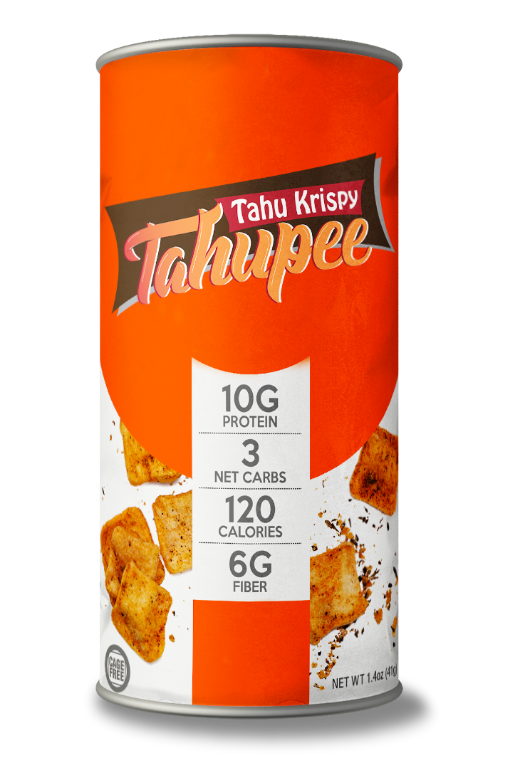 Tahu Krispy
Tahupee
10G
PROTEIN
3
NET CARBS
120
CALORIES
6G
FIBER
CAGE
FREE
NET WT 1.4oz (41g)